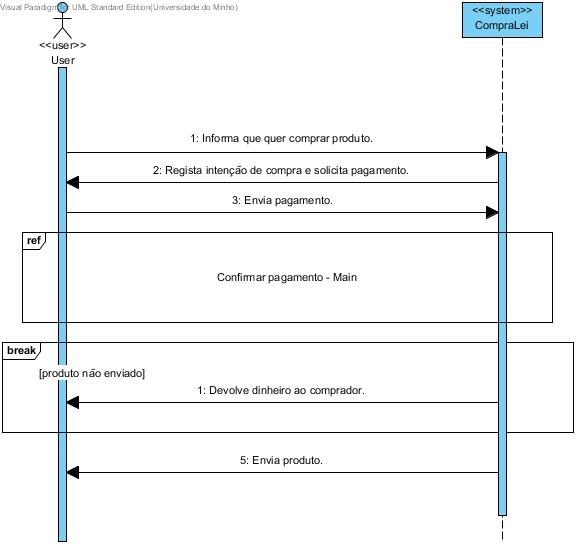 Visual Paradigm for UML Standard Edition(Universidade do Minho)
<<user>>
User
<<system>>
CompraLei
1: Informa que quer comprar produto.
2: Regista intenção de compra e solicita pagamento.
3: Envia pagamento.
ref
Confirmar pagamento - Main
break
[produto não enviado]
1: Devolve dinheiro ao comprador.
5: Envia produto.